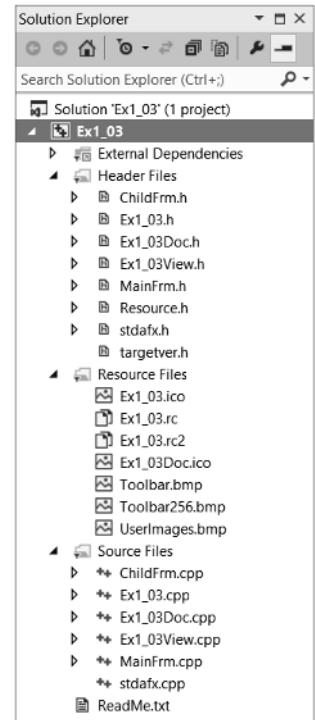 Solution Explorer
Search Solution Explorer (Ctrl+;)
Solution 'Ex1_03' (1 project)
Ex1_03
External Dependencies
Header Files
ChildFrm.h
Ex1_03.h
Ex1_03Doc.h
Ex1_03View.h
MainFrm.h
Resource.h
stdafx.h
targetver.h
Resource Files
Ex1_03.ico
Ex1_03.rc
Ex1_03.rc2
Ex1_03Doc.ico
Toolbar.bmp
Toolbar256.bmp
UserImages.bmp
Source Files
ChildFrm.cpp
Ex1_03.cpp
Ex1_03Doc.cpp
Ex1_03View.cpp
MainFrm.cpp
stdafx.cpp
ReadMe.txt